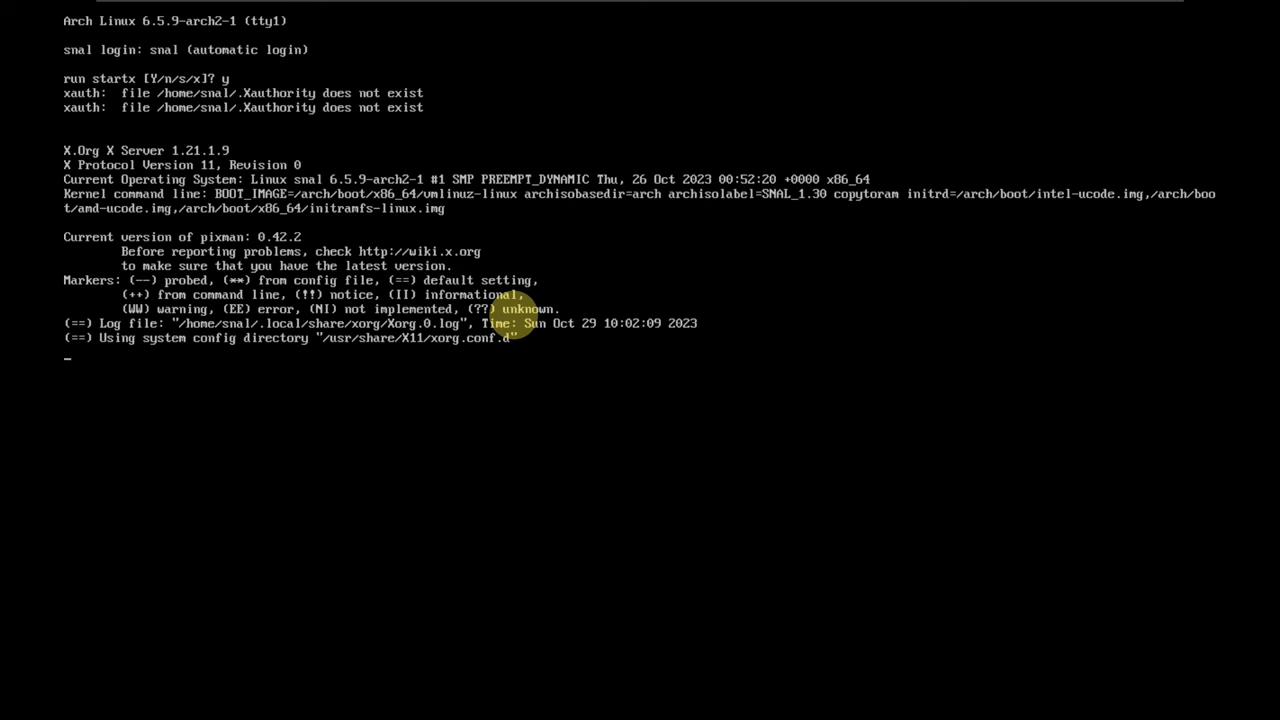 Arch Linux 6.5.9-arch2-1 (tty1)
snal login: snal (automatic login)
run startx [Y/n/s/x]? y
xauth:  file /home/snal/.Xauthority does not exist
xauth:  file /home/snal/.Xauthority does not exist
X.Org X Server 1.21.1.9
X Protocol Version 11, Revision 0
Current Operating System: Linux snal 6.5.9-arch2-1 #1 SMP PREEMPT_DYNAMIC Thu, 26 Oct 2023 00:52:20 +0000 x86_64
Kernel command line: BOOT_IMAGE=/arch/boot/x86_64/vmlinuz-linux archisobasedir=arch archisolabel=SNAL_1.30 copytoram initrd=/arch/boot/intel-ucode.img,/arch/boo
t/amd-ucode.img,/arch/boot/x86_64/initramfs-linux.img
Current version of pixman: 0.42.2
Before reporting problems, check http://wiki.x.org
to make sure that you have the latest version.
Markers: (--) probed, (**) from config file, (==) default setting,
(++) from command line, (!!) notice, (II) informational,
(WW) warning, (EE) error, (NI) not implemented, (??) unknown.
(==) Log file: "/home/snal/.local/share/xorg/Xorg.0.log", Time: Sun Oct 29 10:02:09 2023
(==) Using system config directory "/usr/share/X11/xorg.conf.d"
_